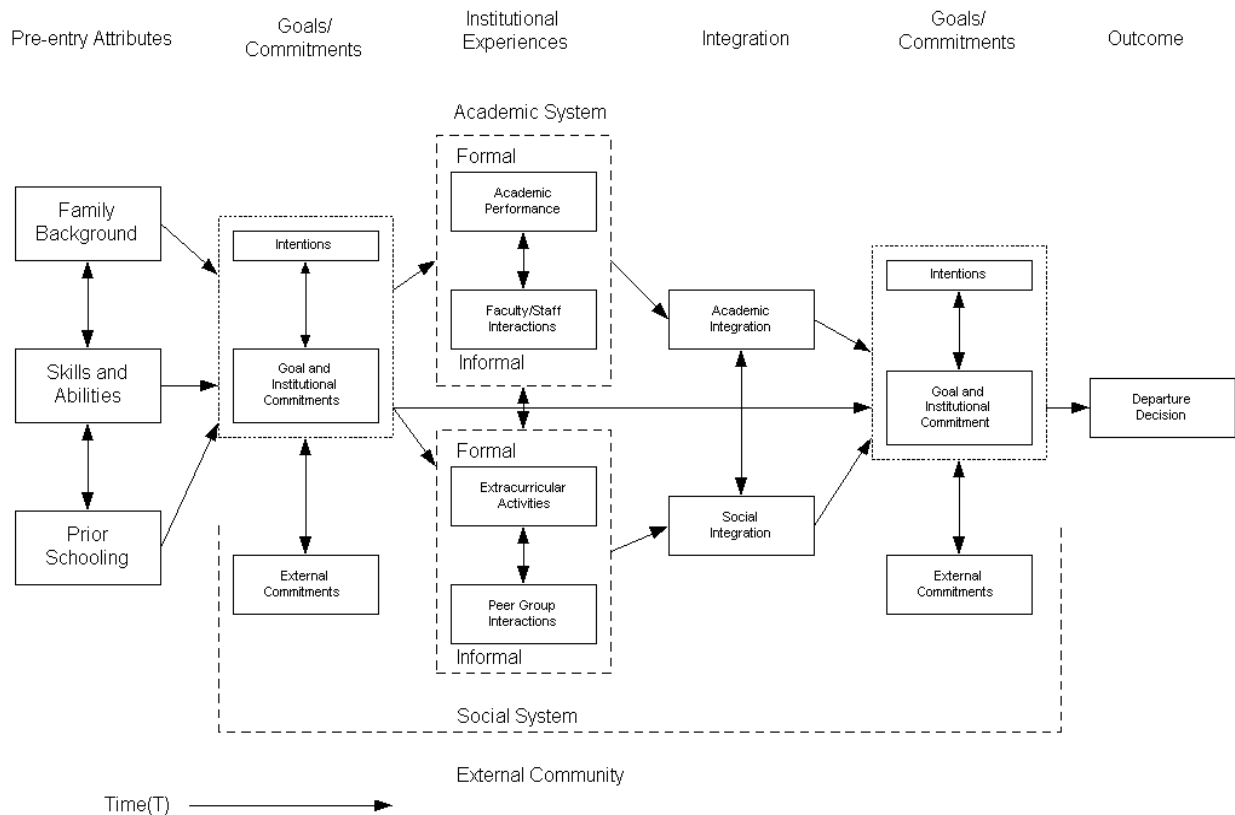 Pre-entry Attributes
Goals/
Commitments
Institutional
Experiences
Integration
Goals/
Commitments
Outcome
Academic System
Formal
Academic
Performance
Faculty/Staff
Interactions
Informal
Family
Background
Skills and
Abilities
Prior
Schooling
Intentions
Goal and
Institutional
Commitments
External
Commitments
Formal
Extracurricular
Activities
Peer Group
Interactions
Informal
Social System
Academic
Integration
Social
Integration
Intentions
Goal and
Institutional
Commitment
External
Commitments
Departure
Decision
External Community
Time(T)